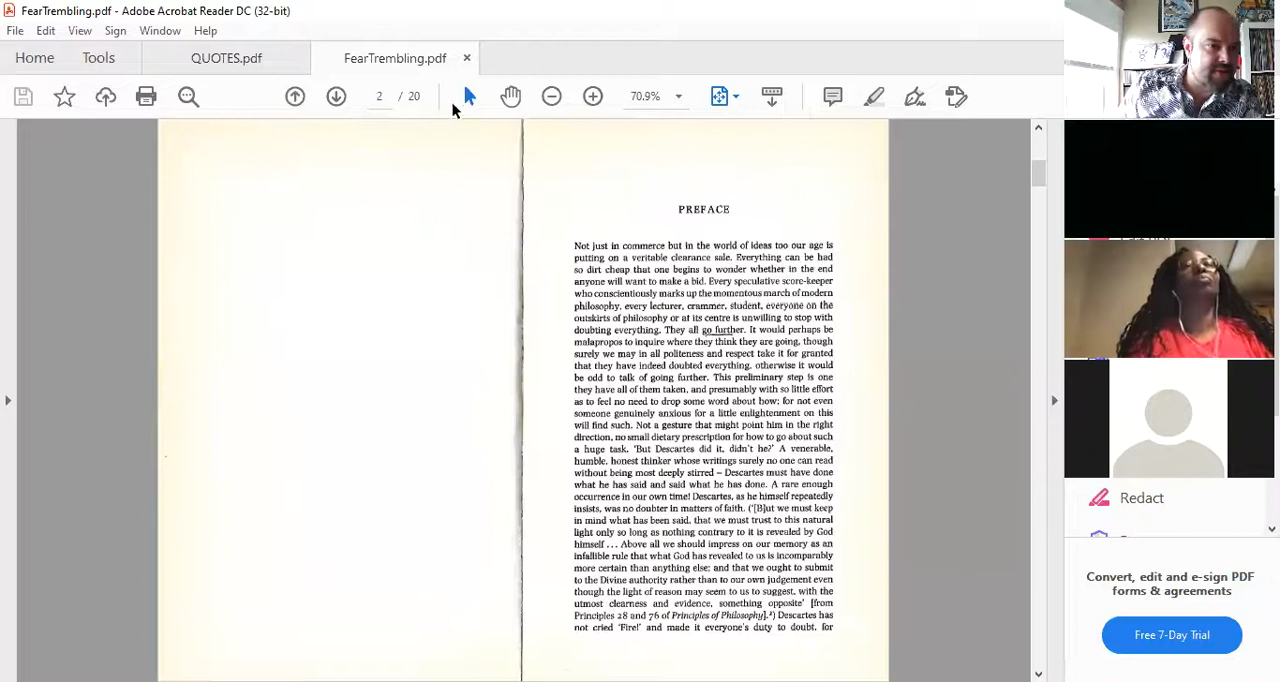 FearTrembling.pdf - Adobe Acrobat Reader DC (32-bit)
File Edit View Sign Window Help
Home Tools QUOTES.pdf FearTrembling.pdf ×
2 / 20 70.9%
PREFACE
Not just in commerce but in the world of ideas too our age is
putting on a veritable clearance sale. Everything can be had
so dirt cheap that one begins to wonder whether in the end
anyone will want to make a bid. Every speculative score-keeper
who conscientiously marks up the momentous march of modern
philosophy, every lecturer, crammer, student, everyone on the
outskirts of philosophy or at its centre is unwilling to stop with
doubting everything. They all go further. It would perhaps be
malapropos to inquire where they think they are going, though
surely we may in all politeness and respect take it for granted
that they have indeed doubted everything, otherwise it would
be odd to talk of going further. This preliminary step is one
they have all of them taken, and presumably with so little effort
as to feel no need to drop some word about how; for not even
someone genuinely anxious for a little enlightenment on this
will find such. Not a gesture that might point him in the right
direction, no small dietary prescription for how to go about such
a huge task. 'But Descartes did it, didn't he?' A venerable,
humble, honest thinker whose writings surely no one can read
without being most deeply stirred – Descartes must have done
what he has said and said what he has done. A rare enough
occurrence in our own time! Descartes, as he himself repeatedly
insists, was no doubter in matters of faith. ('[B]ut we must keep
in mind what has been said, that we must trust to this natural
light only so long as nothing contrary to it is revealed by God
himself ... Above all we should impress on our memory as an
infallible rule that what God has revealed to us is incomparably
more certain than anything else; and that we ought to submit
to the Divine authority rather than to our own judgement even
though the light of reason may seem to us to suggest, with the
utmost clearness and evidence, something opposite' [from
Principles 28 and 76 of Principles of Philosophy].²) Descartes has
not cried 'Fire!' and made it everyone's duty to doubt, for
Redact
Convert, edit and e-sign PDF
forms & agreements
Free 7-Day Trial